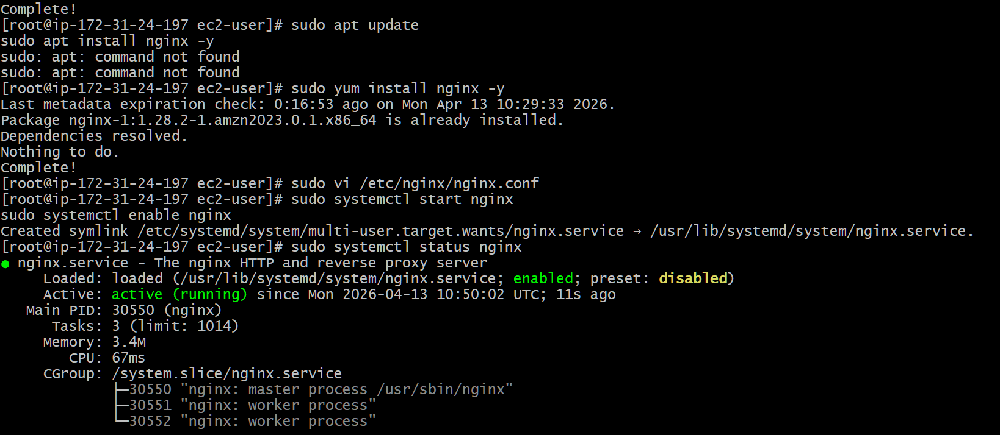 Complete!
[root@ip-172-31-24-197 ec2-user]# sudo apt update
sudo apt install nginx -y
sudo: apt: command not found
sudo: apt: command not found
[root@ip-172-31-24-197 ec2-user]# sudo yum install nginx -y
Last metadata expiration check: 0:16:53 ago on Mon Apr 13 10:29:33 2026.
Package nginx-1:1.28.2-1.amzn2023.0.1.x86_64 is already installed.
Dependencies resolved.
Nothing to do.
Complete!
[root@ip-172-31-24-197 ec2-user]# sudo vi /etc/nginx/nginx.conf
[root@ip-172-31-24-197 ec2-user]# sudo systemctl start nginx
sudo systemctl enable nginx
Created symlink /etc/systemd/system/multi-user.target.wants/nginx.service → /usr/lib/systemd/system/nginx.service.
[root@ip-172-31-24-197 ec2-user]# sudo systemctl status nginx
● nginx.service - The nginx HTTP and reverse proxy server
     Loaded: loaded (/usr/lib/systemd/system/nginx.service; enabled; preset: disabled)
     Active: active (running) since Mon 2026-04-13 10:50:02 UTC; 11s ago
   Main PID: 30550 (nginx)
      Tasks: 3 (limit: 1014)
     Memory: 3.4M
        CPU: 67ms
     CGroup: /system.slice/nginx.service
             ├─30550 "nginx: master process /usr/sbin/nginx"
             ├─30551 "nginx: worker process"
             └─30552 "nginx: worker process"